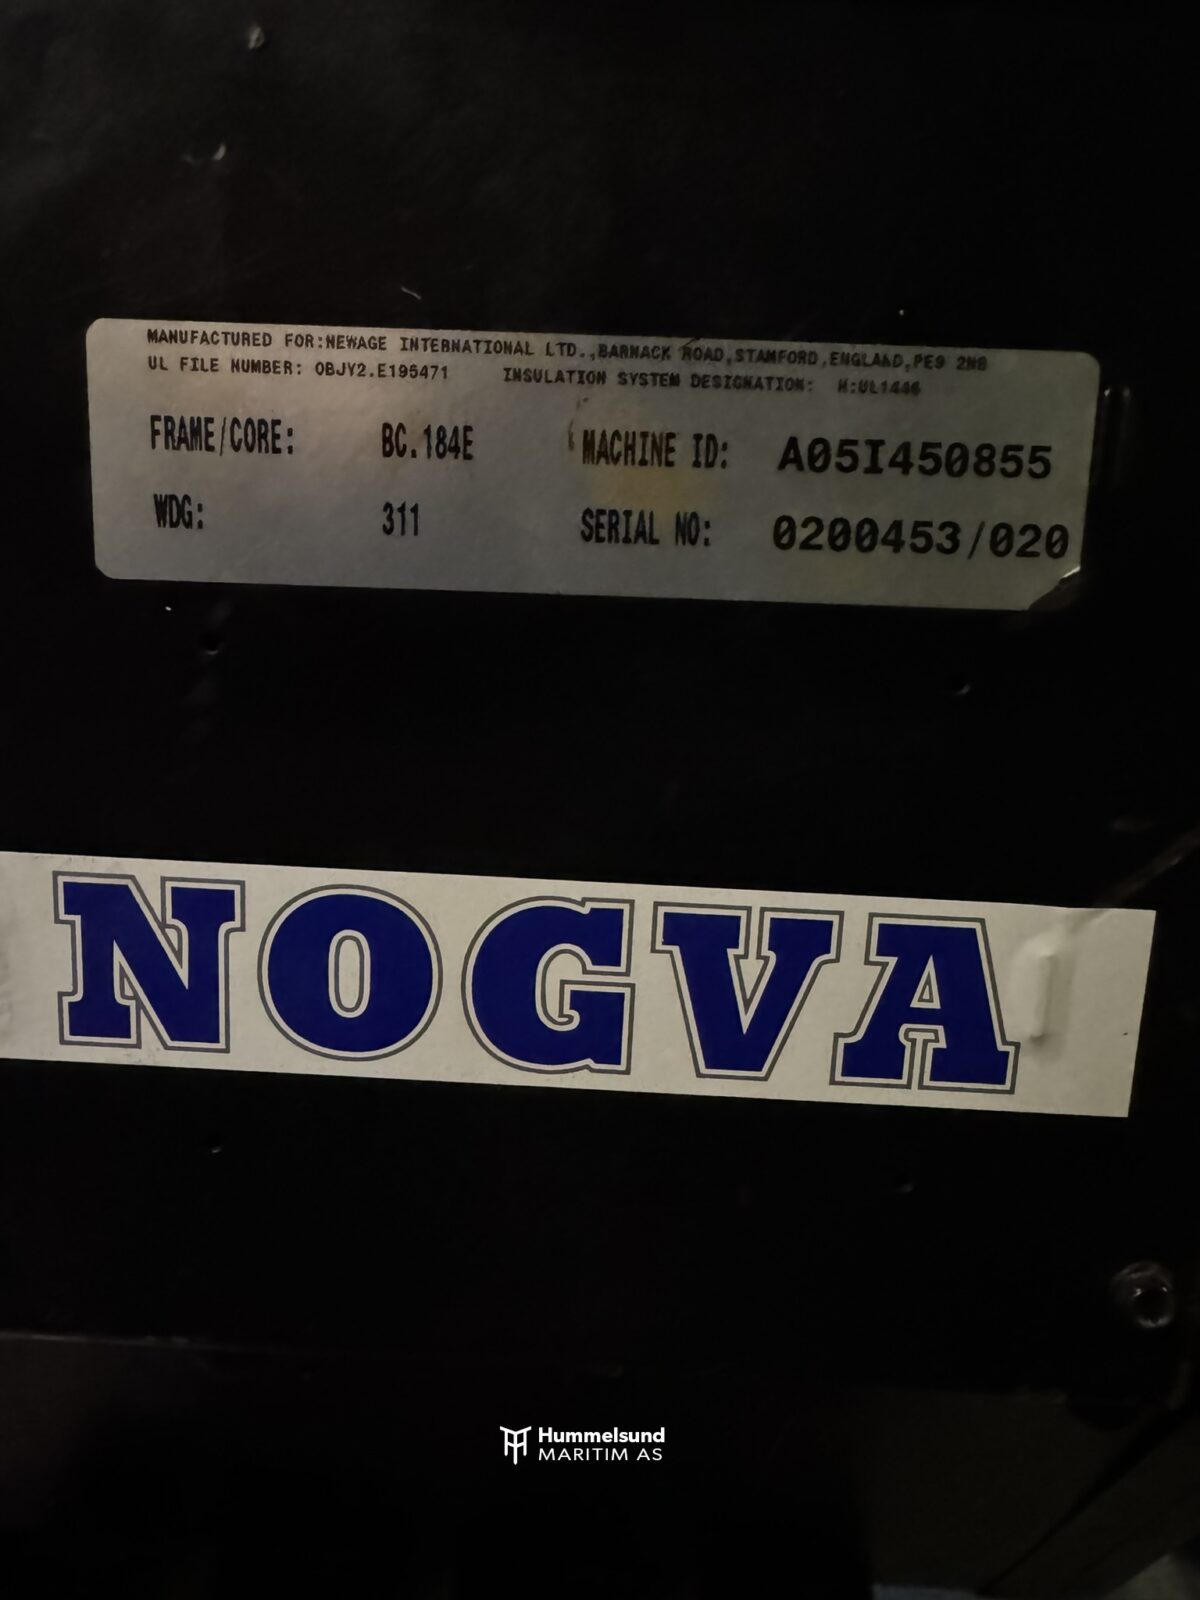 MANUFACTURED FOR:NEWAGE INTERNATIONAL LTD.,BARNACK ROAD,STAMFORD,ENGLAND,PE9 2NB
UL FILE NUMBER: OBJY2.E195471 INSULATION SYSTEM DESIGNATION: H:UL1446
FRAME/CORE: BC.184E MACHINE ID: A05I450855
WDG: 311 SERIAL NO: 0200453/020
NOGVA
Hummelsund
MARITIM AS